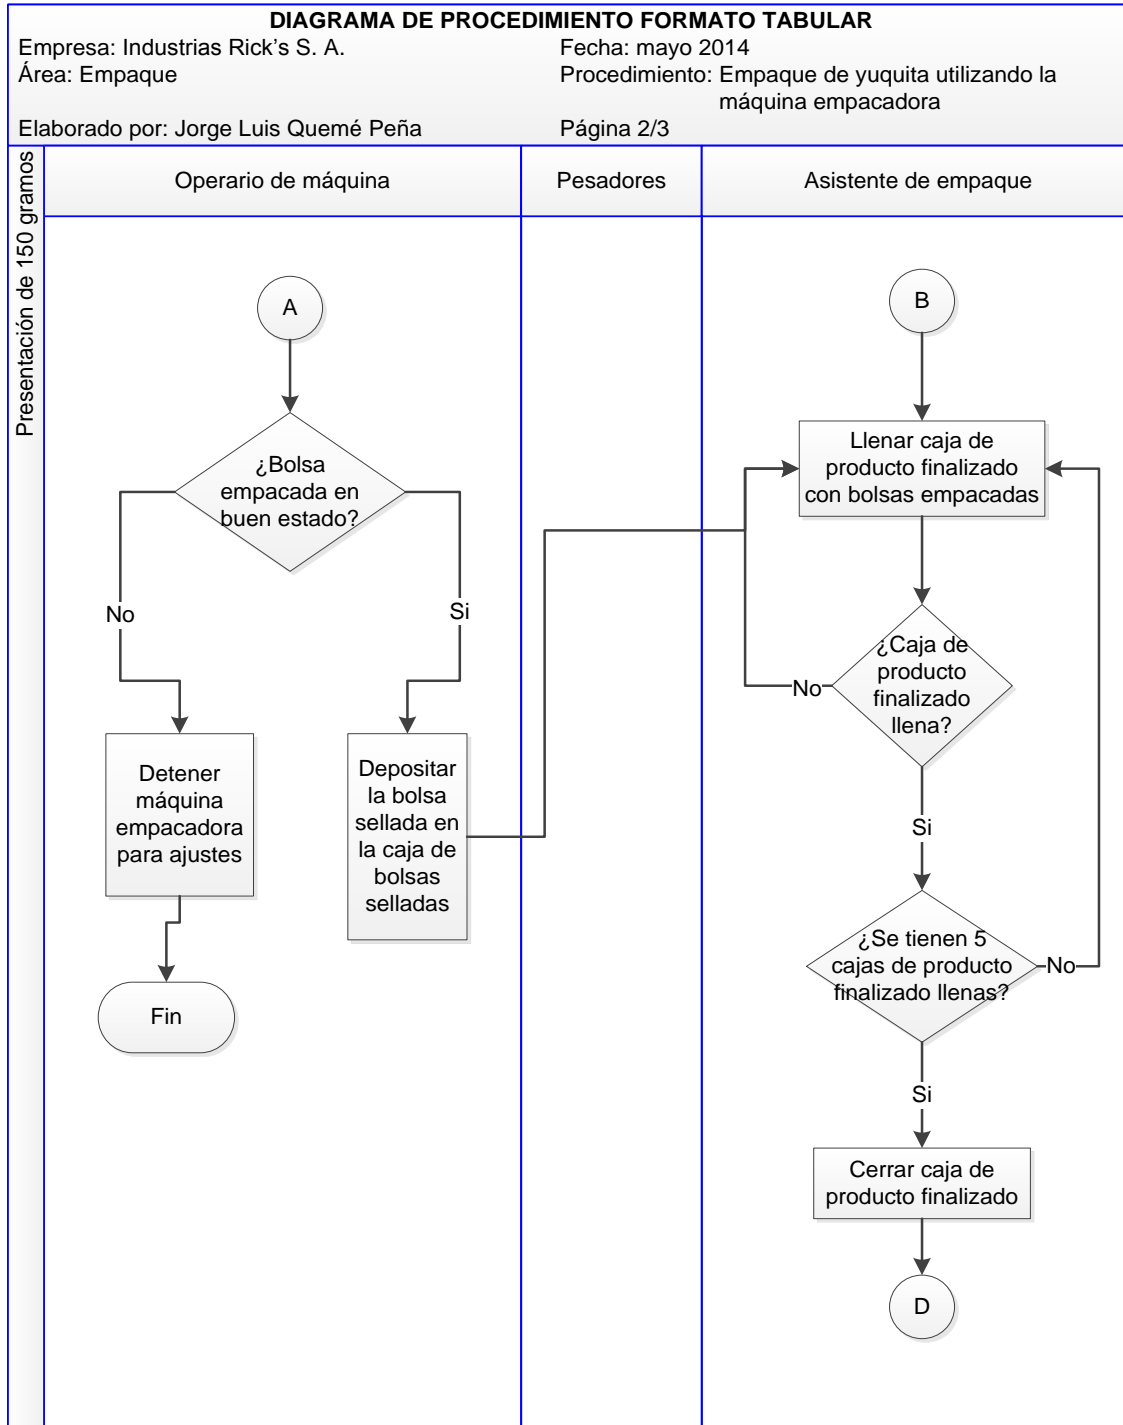 DIAGRAMA DE PROCEDIMIENTO FORMATO TABULAR
Empresa: Industrias Rick's S. A.
Fecha: mayo 2014
Área: Empaque
Procedimiento: Empaque de yuquita utilizando la
máquina empacadora
Elaborado por: Jorge Luis Quemé Peña
Página 2/3
Presentación de 150 gramos
Operario de máquina
Pesadores
Asistente de empaque
A
¿Bolsa
empacada en
buen estado?
No
Si
Detener
máquina
empacadora
para ajustes
Depositar
la bolsa
sellada en
la caja de
bolsas
selladas
Fin
B
Llenar caja de
producto finalizado
con bolsas empacadas
¿Caja de
producto
finalizado
llena?
No
Si
¿Se tienen 5
cajas de producto
finalizado llenas?
No
Si
Cerrar caja de
producto finalizado
D